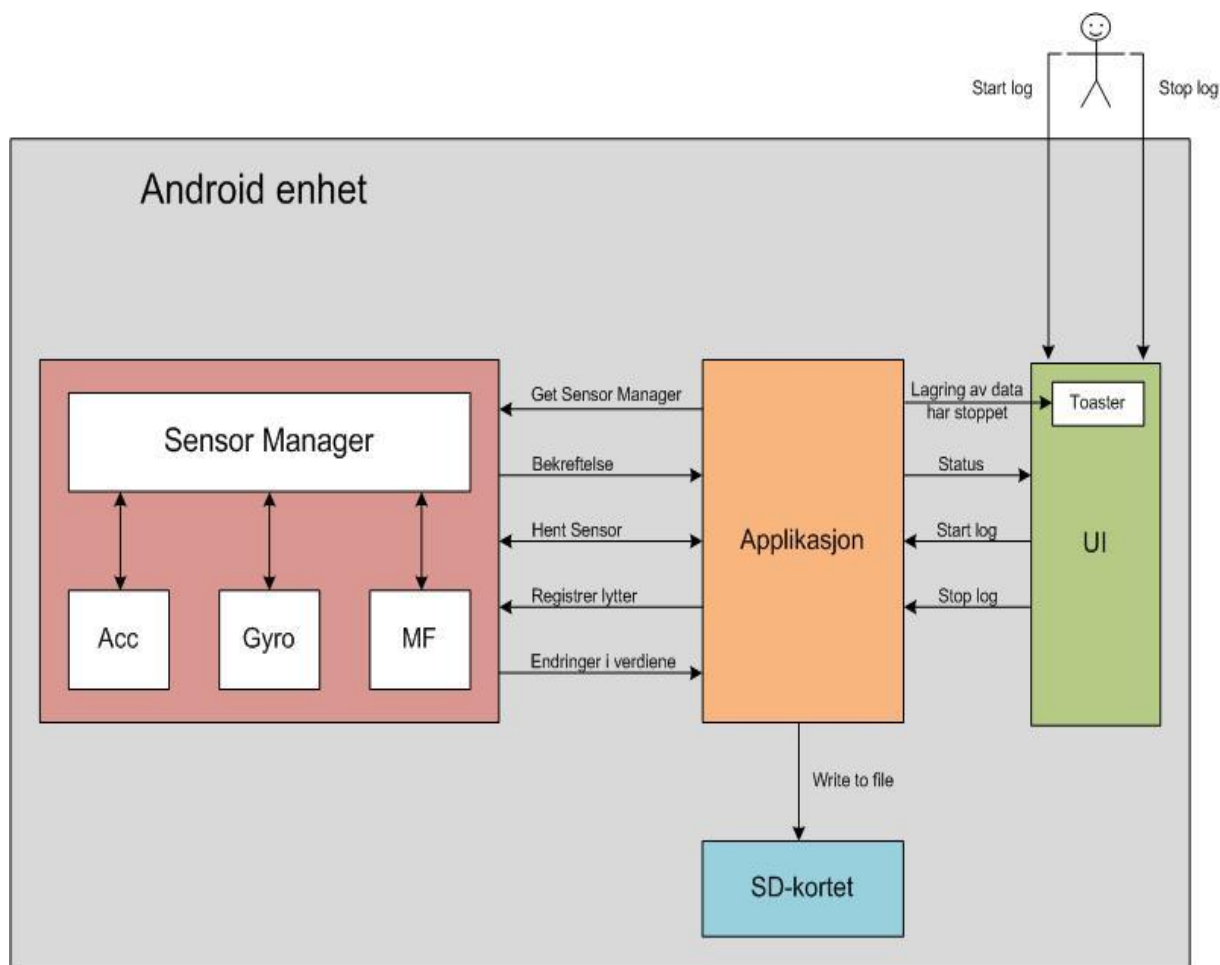 Start log
Stop log
Android enhet
Get Sensor Manager
Lagring av data
har stoppet
Toaster
Sensor Manager
Bekreftelse
Status
Hent Sensor
Applikasjon
Start log
UI
Registrer lytter
Stop log
Acc
Gyro
MF
Endringer i verdiene
Write to file
SD-kortet